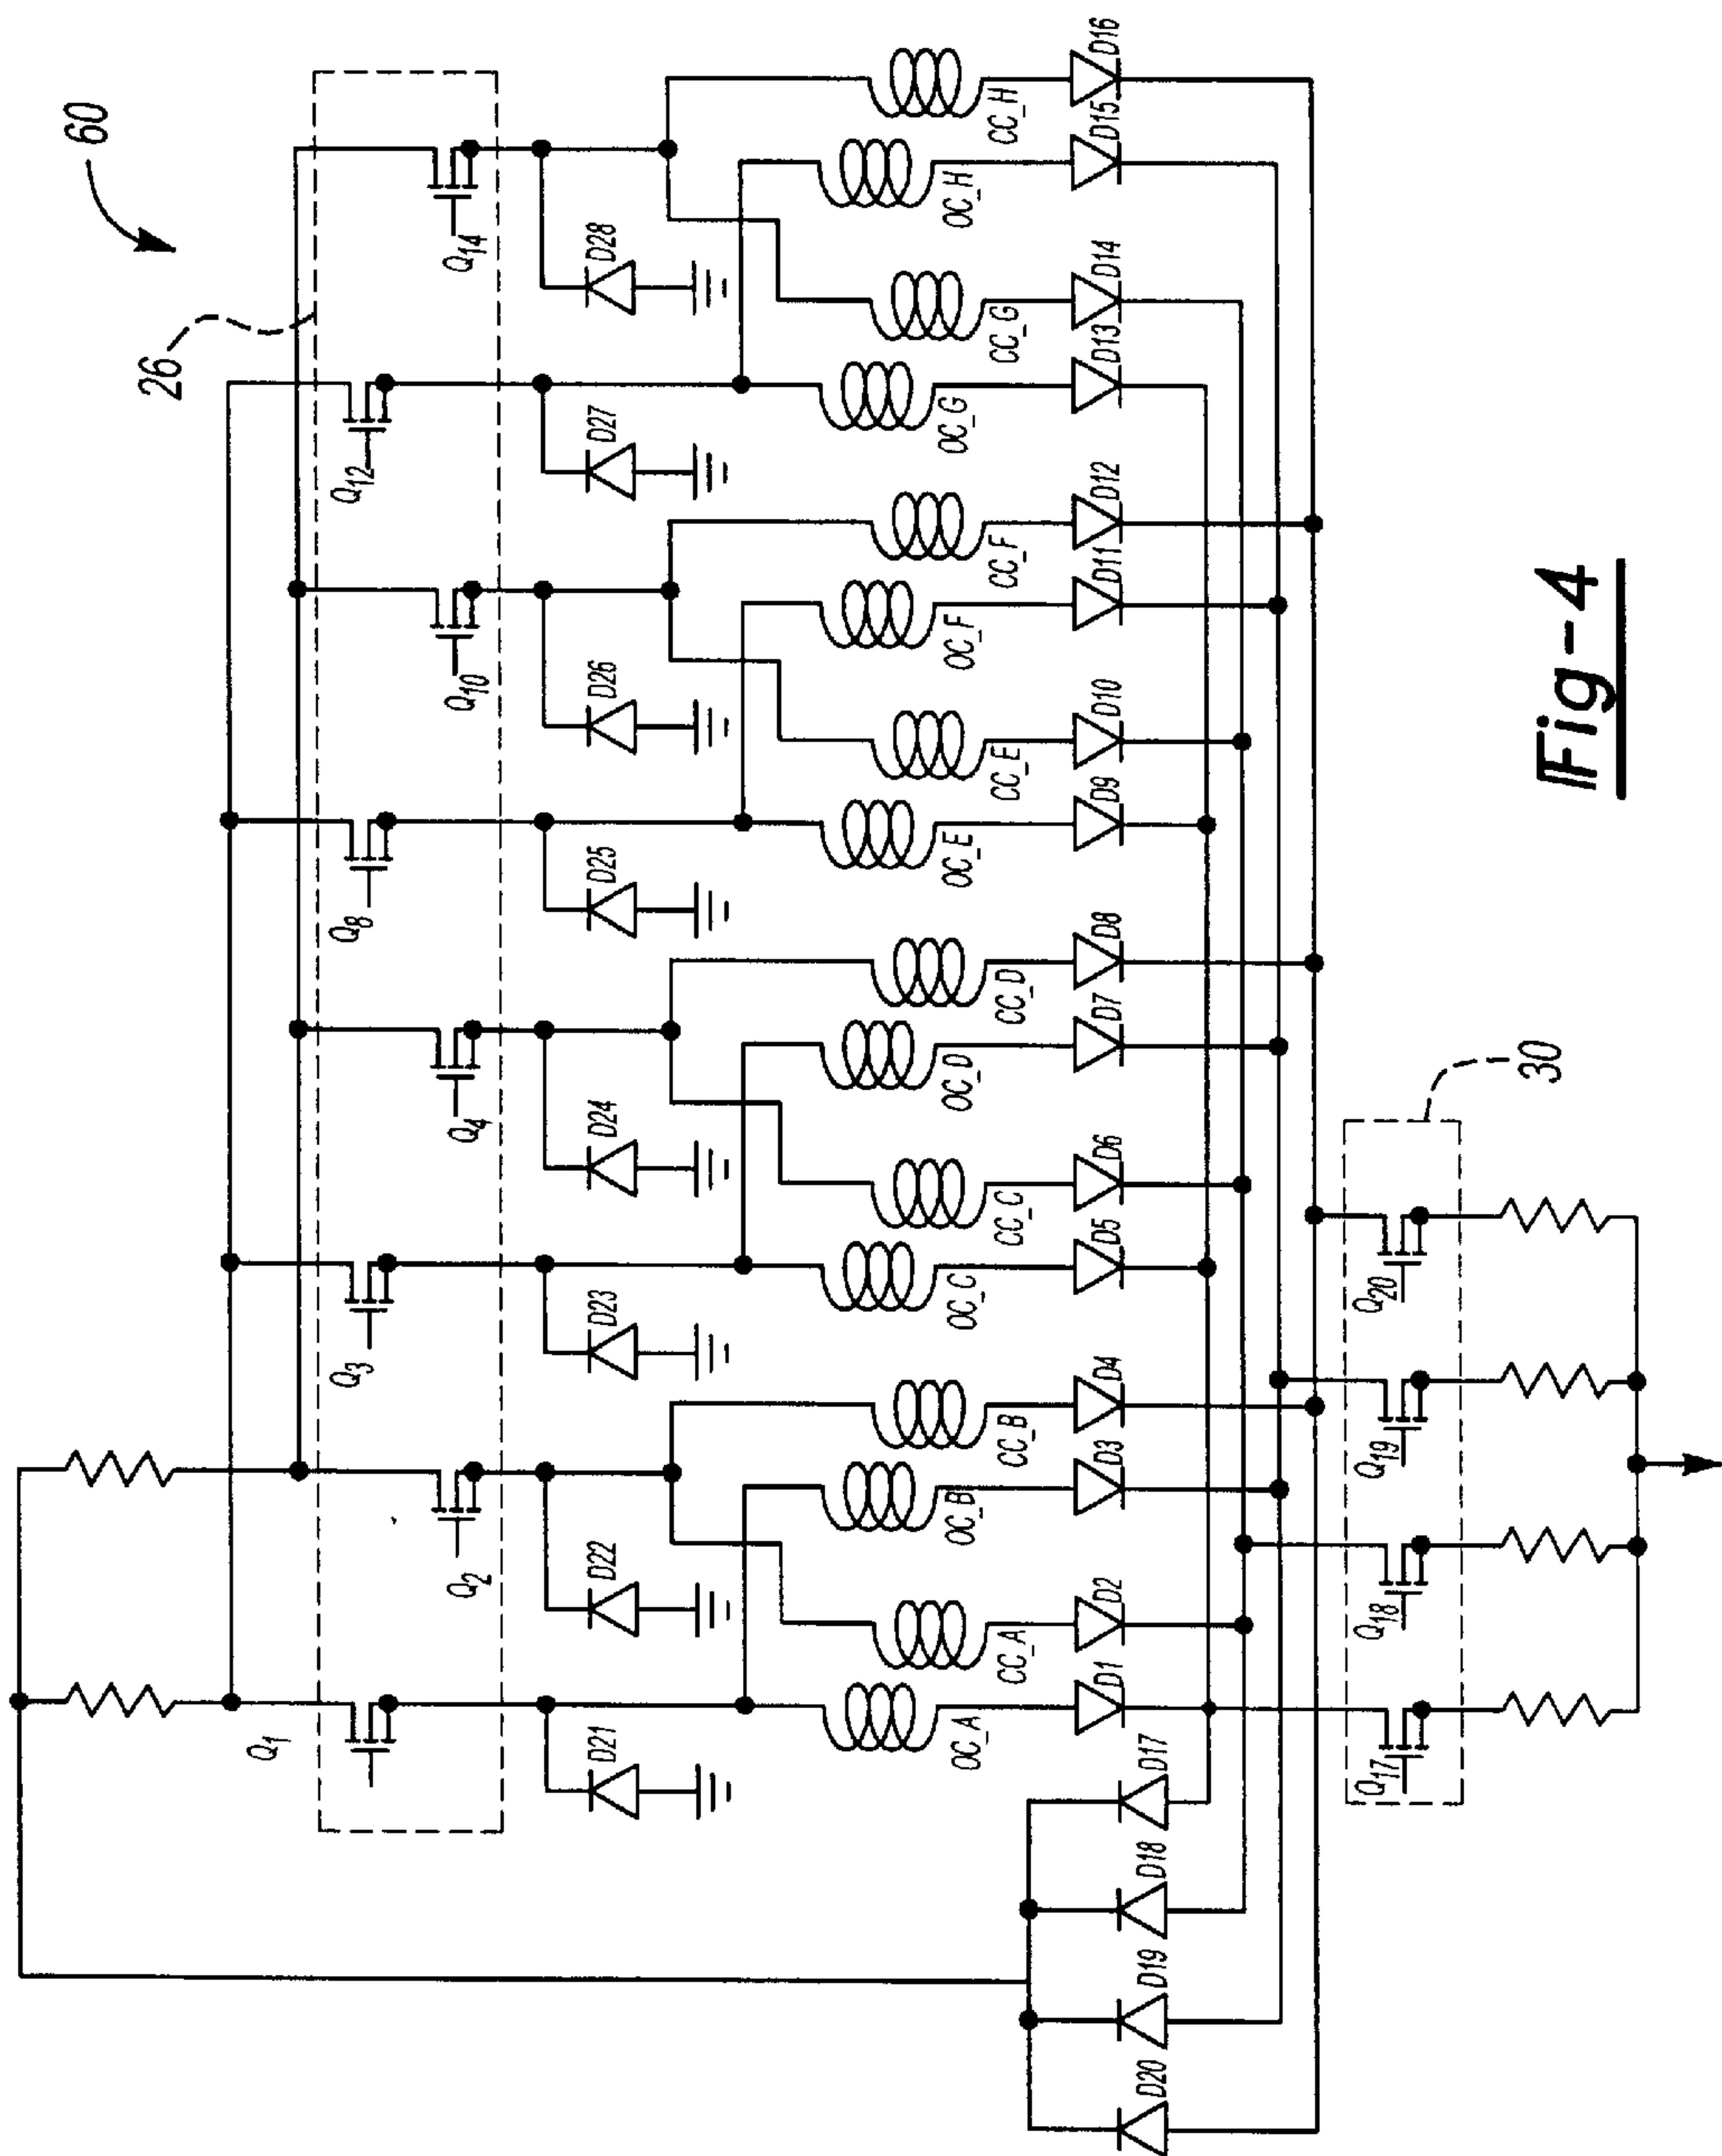 60
26
Q1
Q2
Q3
Q4
Q8
Q10
Q12
Q14
D21
D22
D23
D24
D25
D26
D27
D28
OC_A
CC_A
OC_B
CC_B
OC_C
CC_C
OC_D
CC_D
OC_E
CC_E
OC_F
CC_F
OC_G
CC_G
OC_H
CC_H
D1
D2
D3
D4
D5
D6
D7
D8
D9
D10
D11
D12
D13
D14
D15
D16
D20
D19
D18
D17
Q17
Q18
Q19
Q20
30
Fig-4